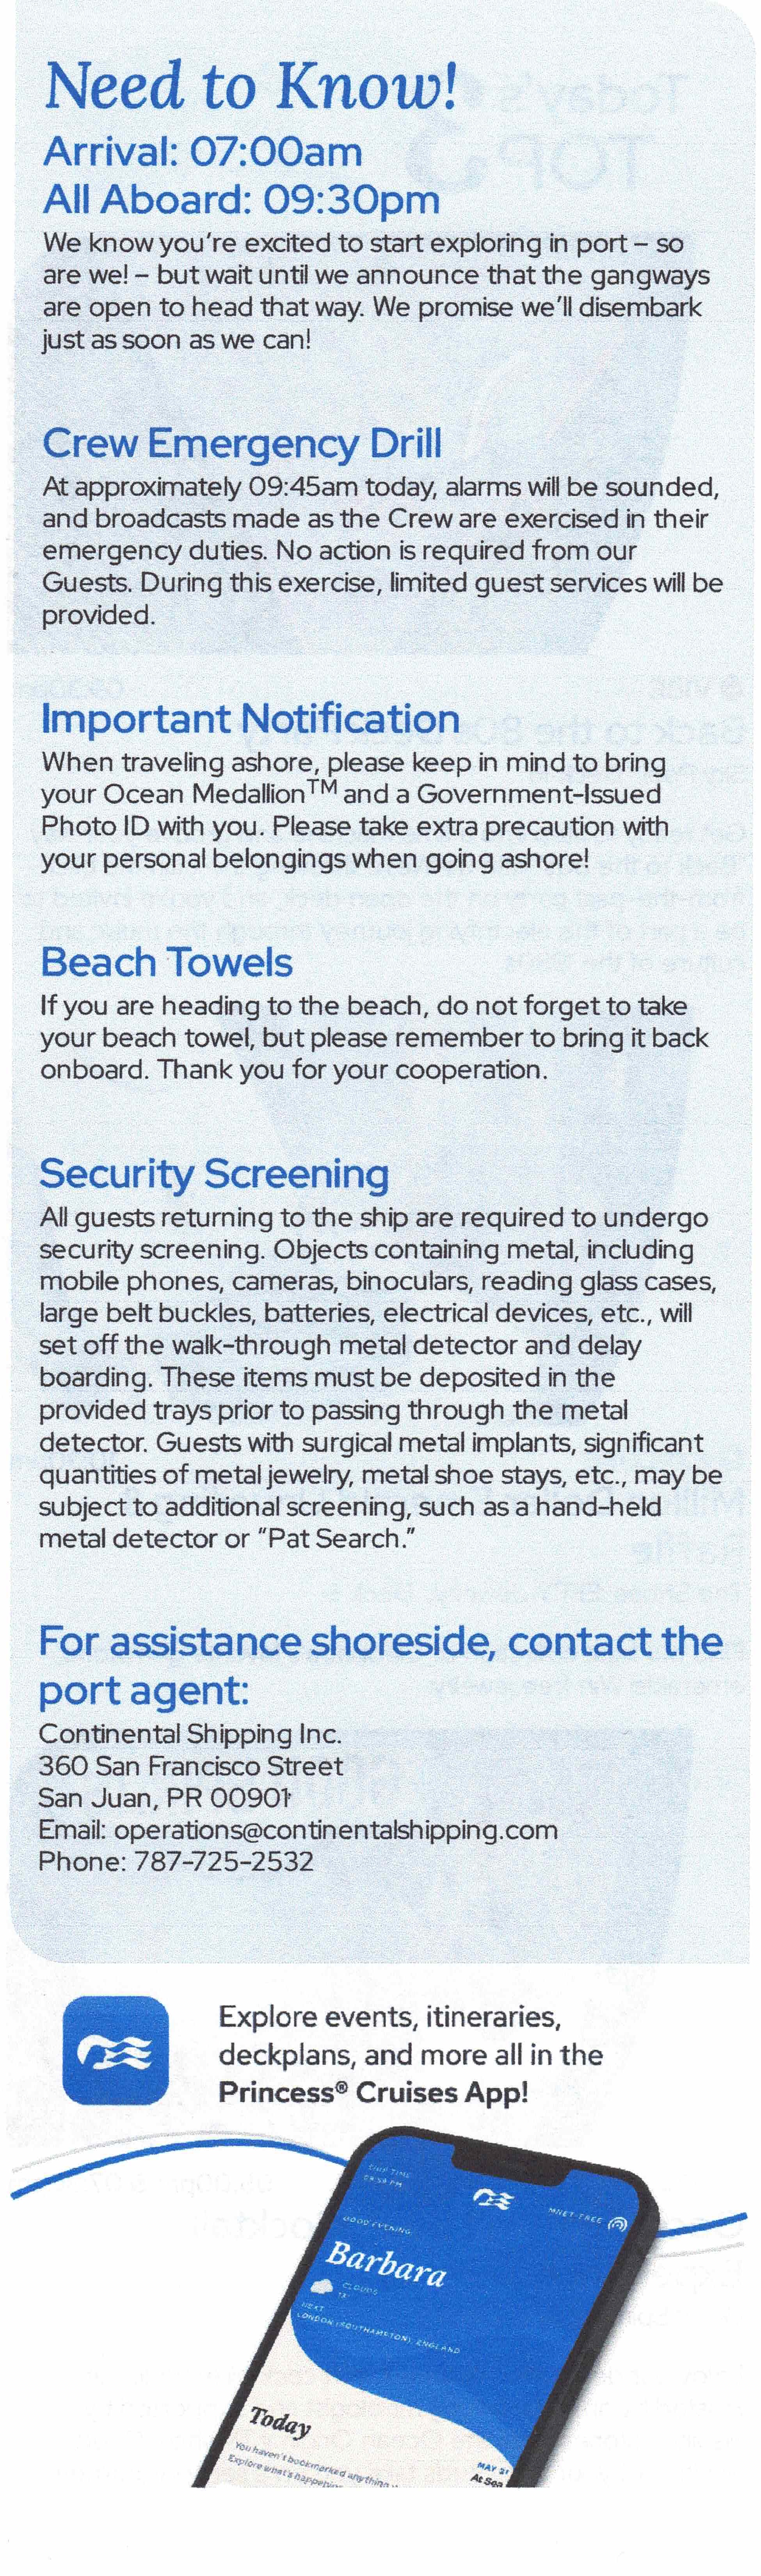 Need to Know!
Arrival: 07:00am
All Aboard: 09:30pm
We know you're excited to start exploring in port – so
are we! – but wait until we announce that the gangways
are open to head that way. We promise we'll disembark
just as soon as we can!
Crew Emergency Drill
At approximately 09:45am today, alarms will be sounded,
and broadcasts made as the Crew are exercised in their
emergency duties. No action is required from our
Guests. During this exercise, limited guest services will be
provided.
Important Notification
When traveling ashore, please keep in mind to bring
your Ocean Medallion™ and a Government-Issued
Photo ID with you. Please take extra precaution with
your personal belongings when going ashore!
Beach Towels
If you are heading to the beach, do not forget to take
your beach towel, but please remember to bring it back
onboard. Thank you for your cooperation.
Security Screening
All guests returning to the ship are required to undergo
security screening. Objects containing metal, including
mobile phones, cameras, binoculars, reading glass cases,
large belt buckles, batteries, electrical devices, etc., will
set off the walk-through metal detector and delay
boarding. These items must be deposited in the
provided trays prior to passing through the metal
detector. Guests with surgical metal implants, significant
quantities of metal jewelry, metal shoe stays, etc., may be
subject to additional screening, such as a hand-held
metal detector or "Pat Search."
For assistance shoreside, contact the
port agent:
Continental Shipping Inc.
360 San Francisco Street
San Juan, PR 00901
Email: operations@continentalshipping.com
Phone: 787-725-2532
Explore events, itineraries,
deckplans, and more all in the
Princess® Cruises App!
SHIP TIME
MNET-FREE
GOOD EVENING
Barbara
CLOUDS
NEXT
LONDON (SOUTHAMPTON), ENGLAND
Today
You haven't bookmarked anything
Explore what's
MAY 21
At Sea